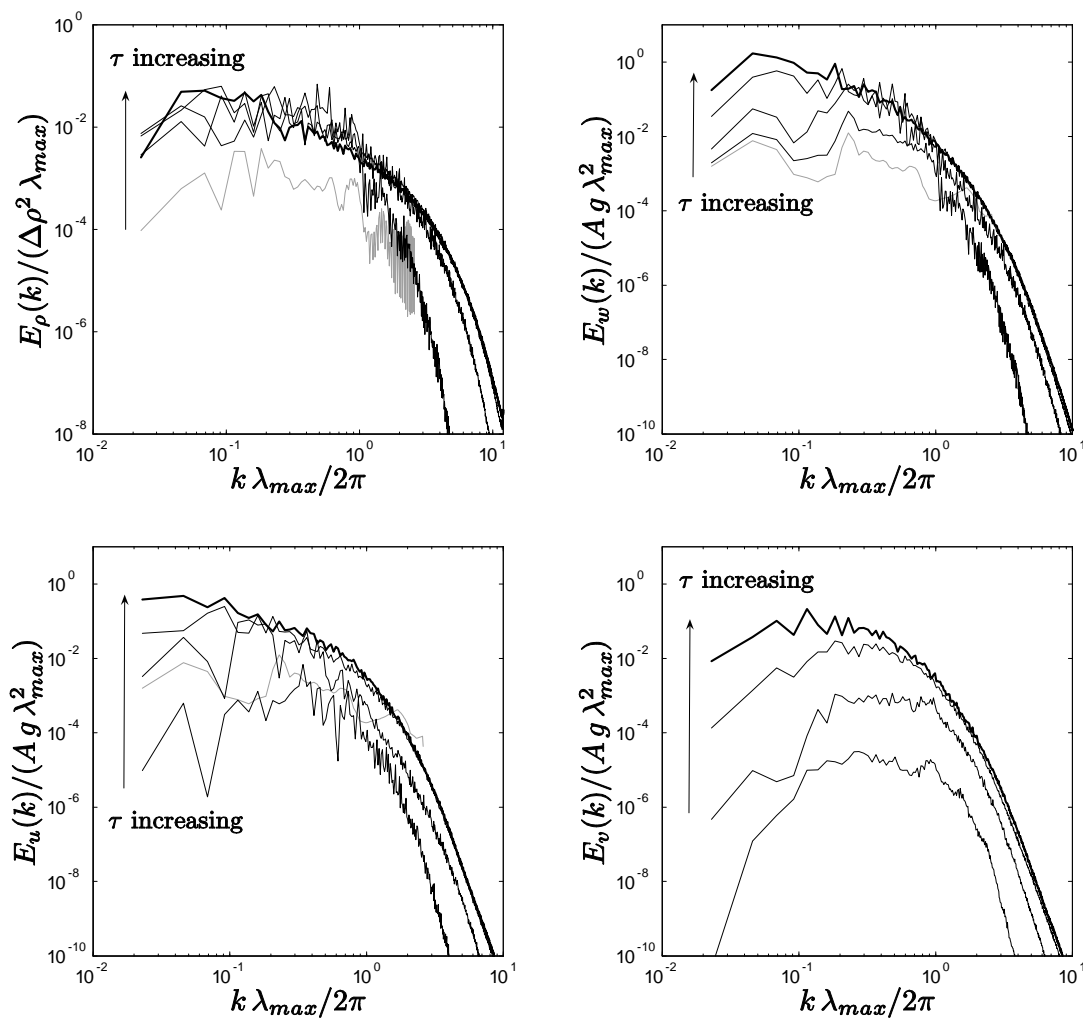 10^0
10^-2
10^-4
10^-6
10^-8
τ increasing
E_ρ(k)/(Δρ^2 λ_max)
10^-2 10^-1 10^0 10^1
k λ_max/2π
10^0
10^-2
10^-4
10^-6
10^-8
10^-10
τ increasing
E_w(k)/(A g λ^2_max)
10^-2 10^-1 10^0 10^1
k λ_max/2π
10^0
10^-2
10^-4
10^-6
10^-8
10^-10
τ increasing
E_u(k)/(A g λ^2_max)
10^-2 10^-1 10^0 10^1
k λ_max/2π
10^0
10^-2
10^-4
10^-6
10^-8
10^-10
τ increasing
E_v(k)/(A g λ^2_max)
10^-2 10^-1 10^0 10^1
k λ_max/2π